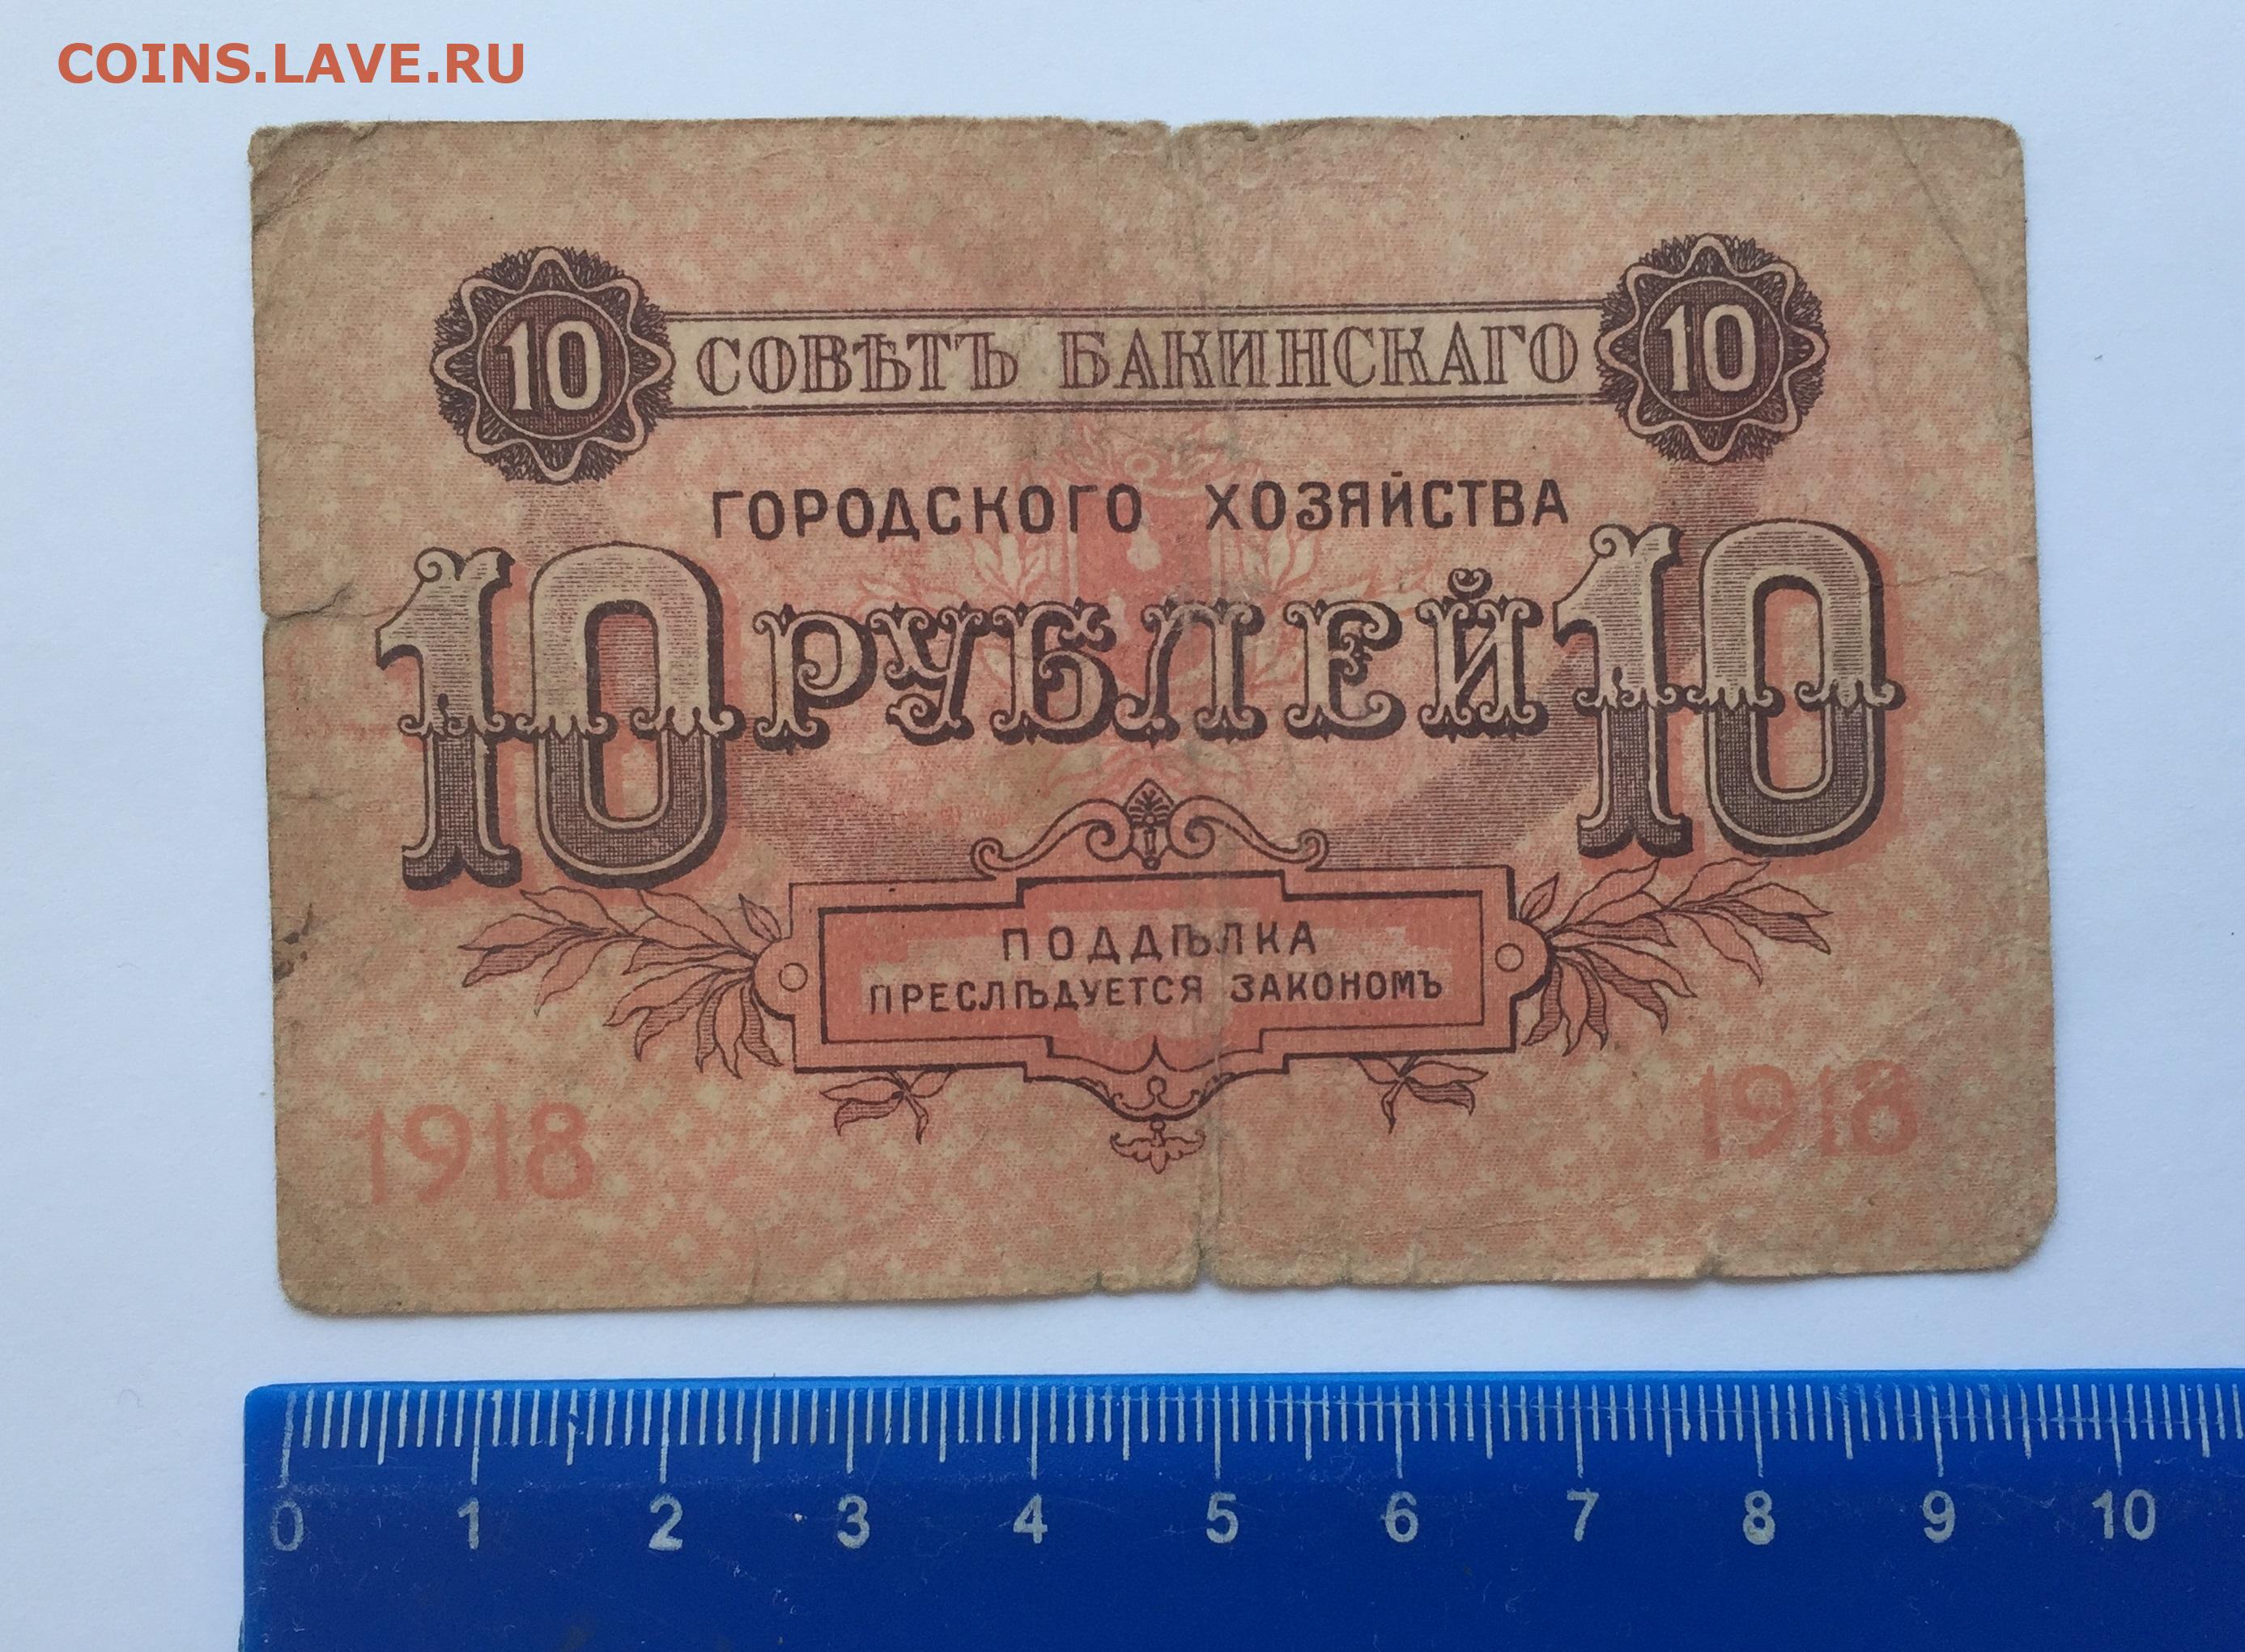 COINS.LAVE.RU
10 СОВѢТЪ БАКИНСКАГО 10
ГОРОДСКОГО ХОЗЯЙСТВА
10 РУБЛЕЙ 10
ПОДДѢЛКА
ПРЕСЛѢДУЕТСЯ ЗАКОНОМЪ
1918 1918
0 1 2 3 4 5 6 7 8 9 10